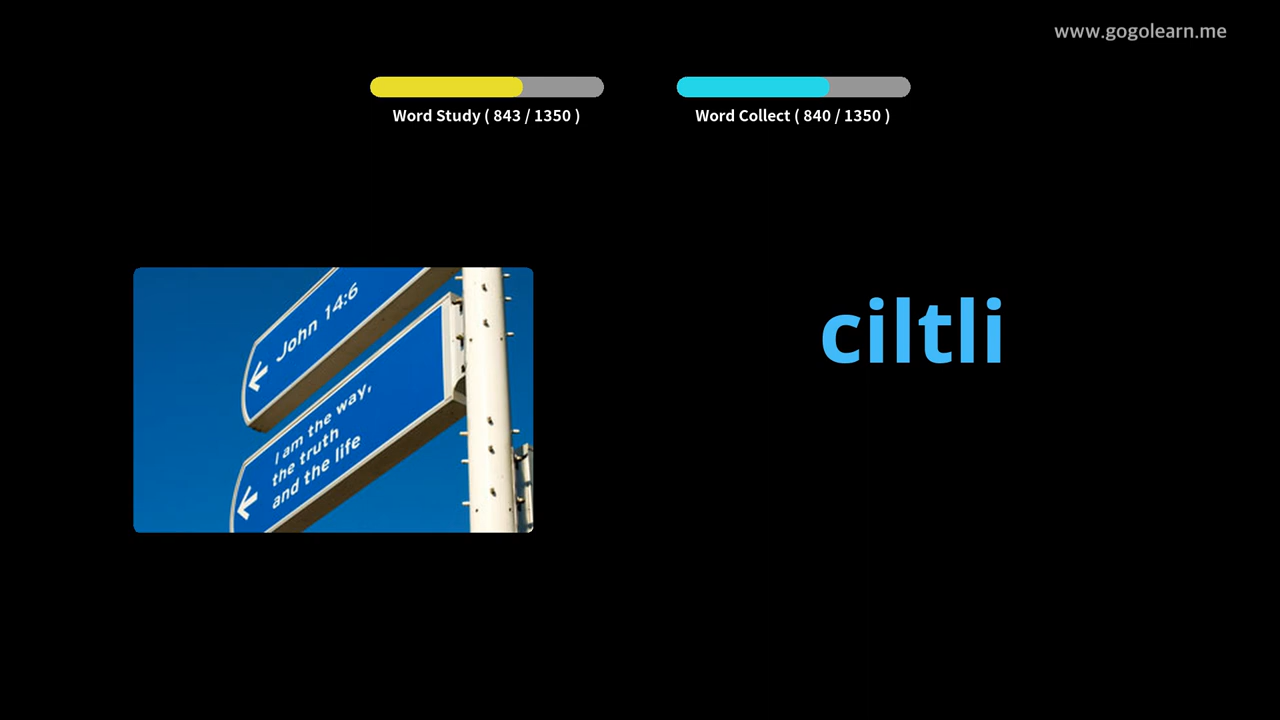 www.gogolearn.me
Word Study ( 843 / 1350 )
Word Collect ( 840 / 1350 )
John 14:6
I am the way,
the truth
and the life
ciltli